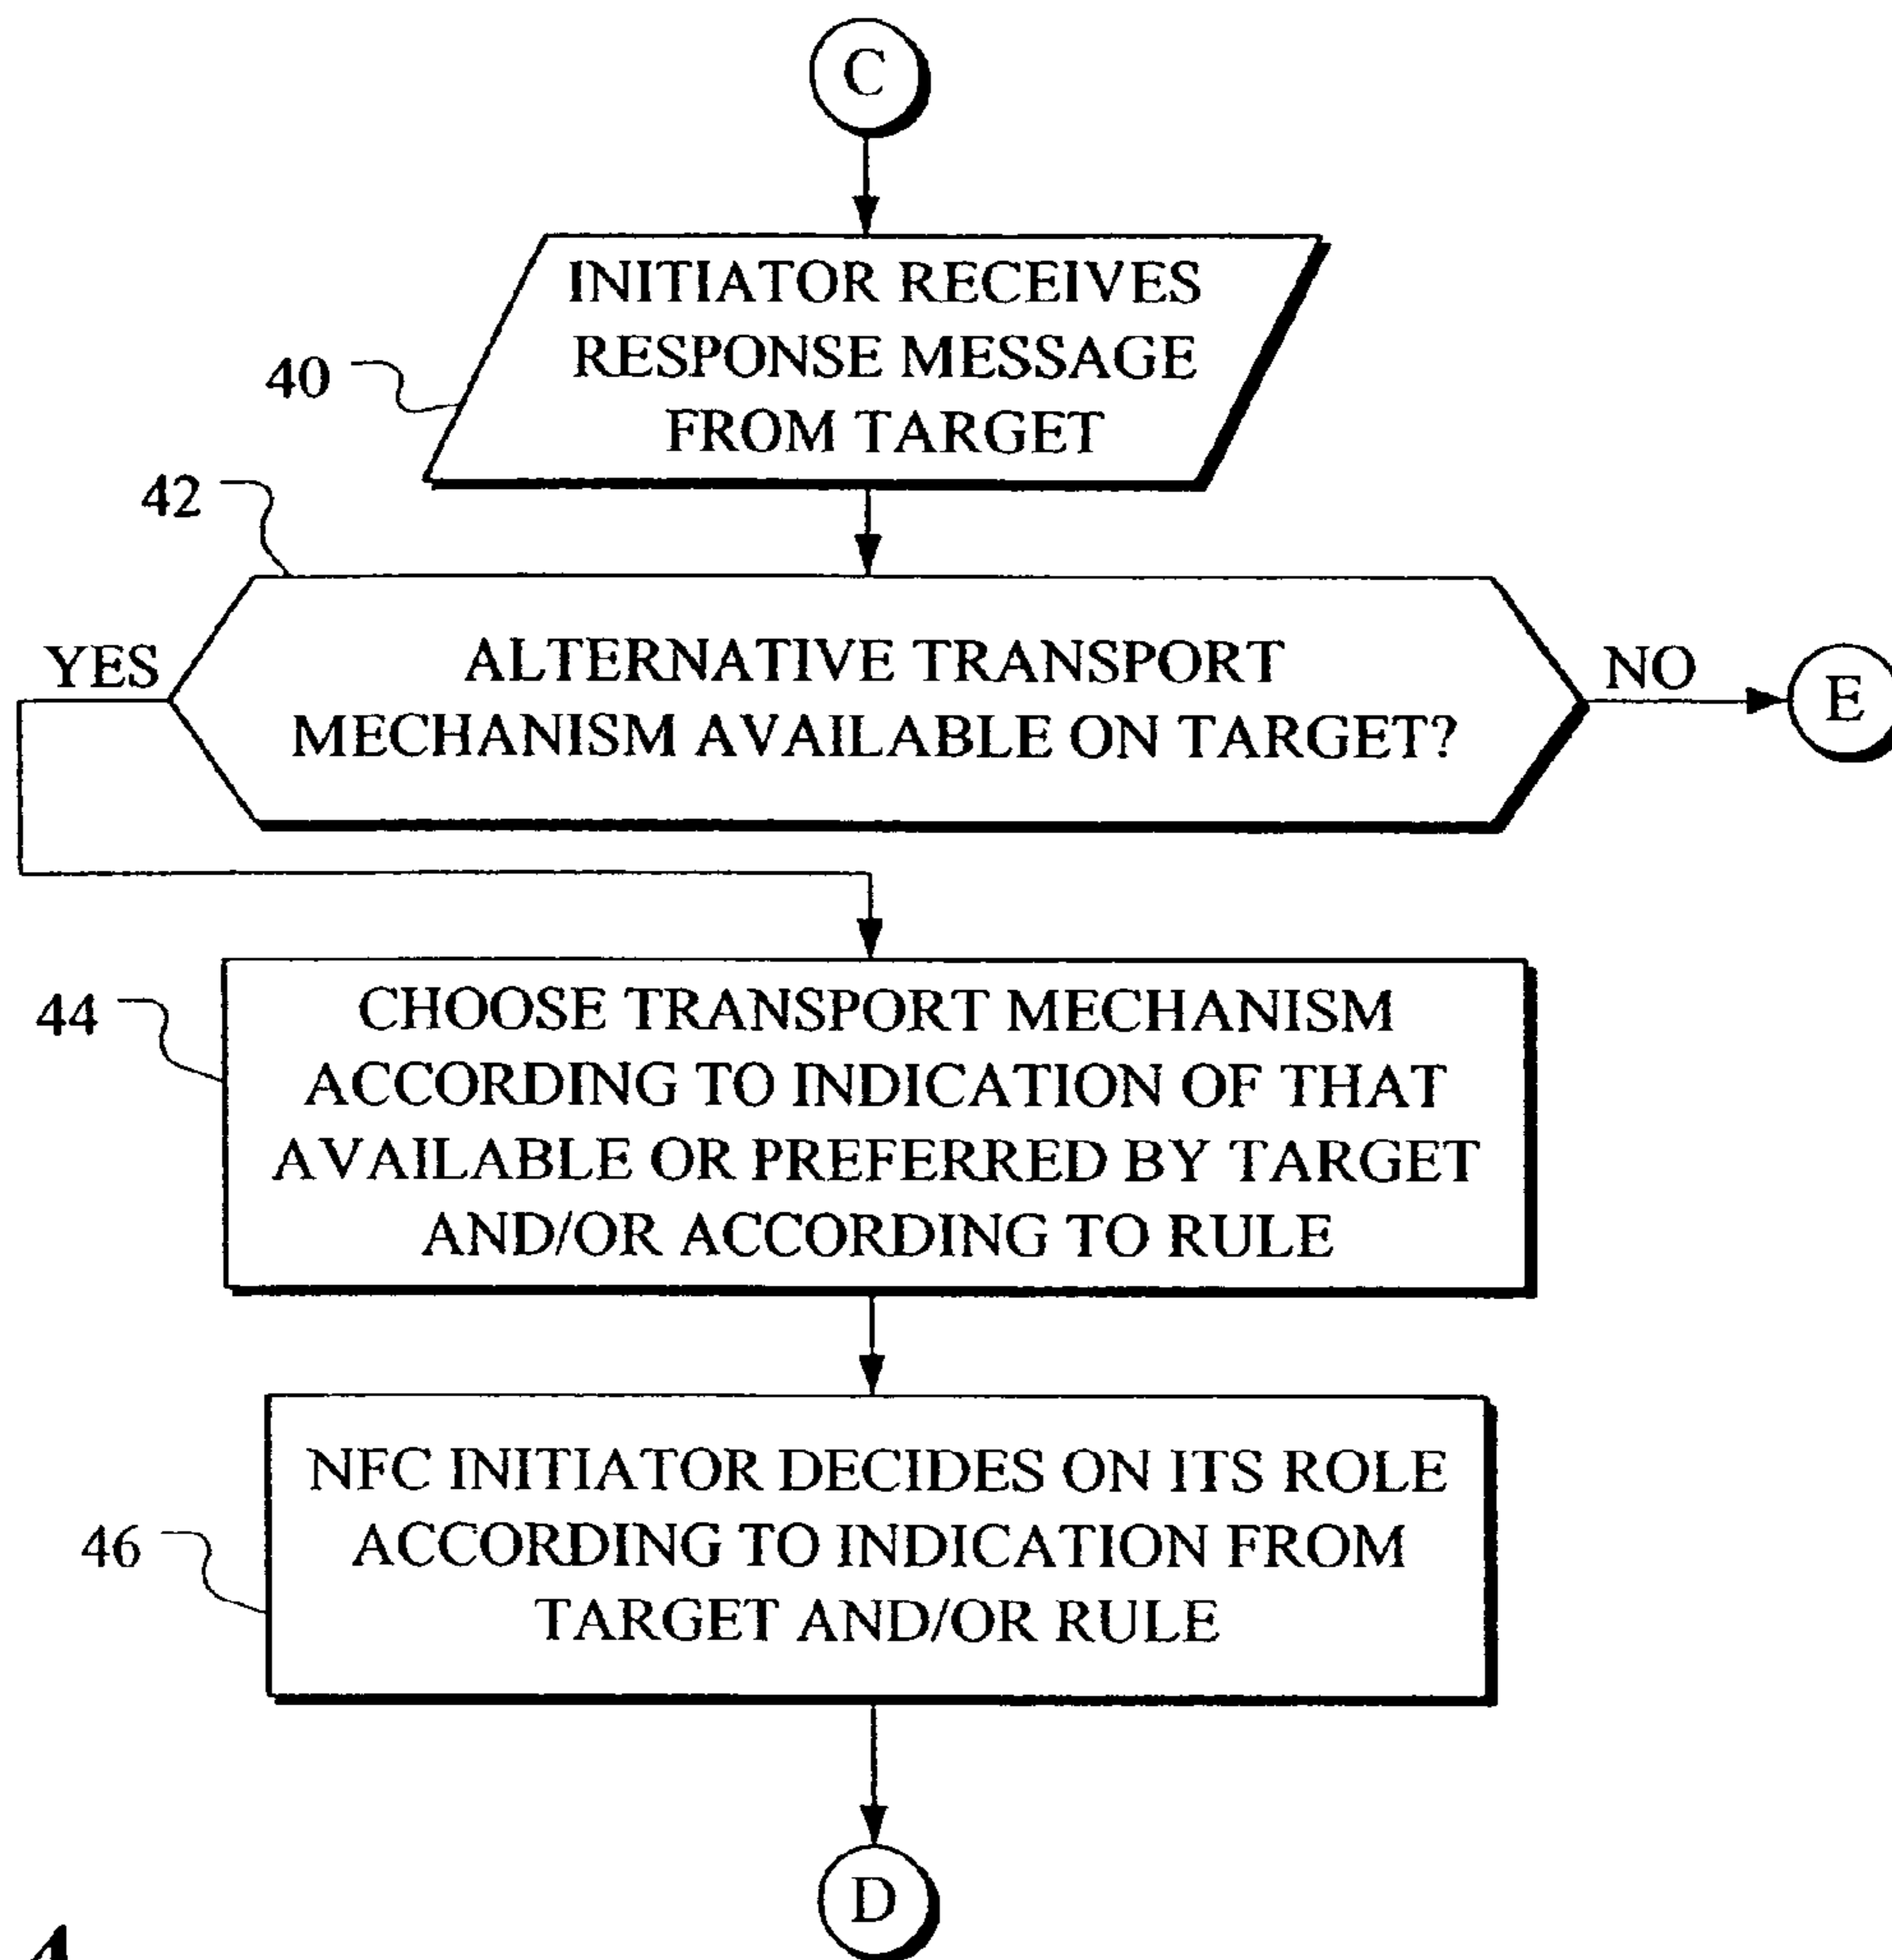 C
INITIATOR RECEIVES
RESPONSE MESSAGE
FROM TARGET
40
42
YES
ALTERNATIVE TRANSPORT
MECHANISM AVAILABLE ON TARGET?
NO
E
44
CHOOSE TRANSPORT MECHANISM
ACCORDING TO INDICATION OF THAT
AVAILABLE OR PREFERRED BY TARGET
AND/OR ACCORDING TO RULE
46
NFC INITIATOR DECIDES ON ITS ROLE
ACCORDING TO INDICATION FROM
TARGET AND/OR RULE
D